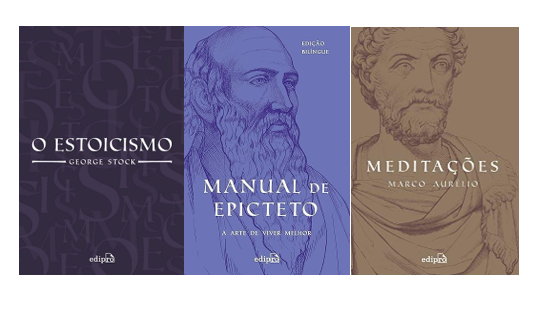 O ESTOICISMO
GEORGE STOCK
edipro
EDIÇÃO
BILÍNGUE
MANUAL DE
EPICTETO
A ARTE DE VIVER MELHOR
edipro
MEDITAÇÕES
MARCO AURÉLIO
edipro